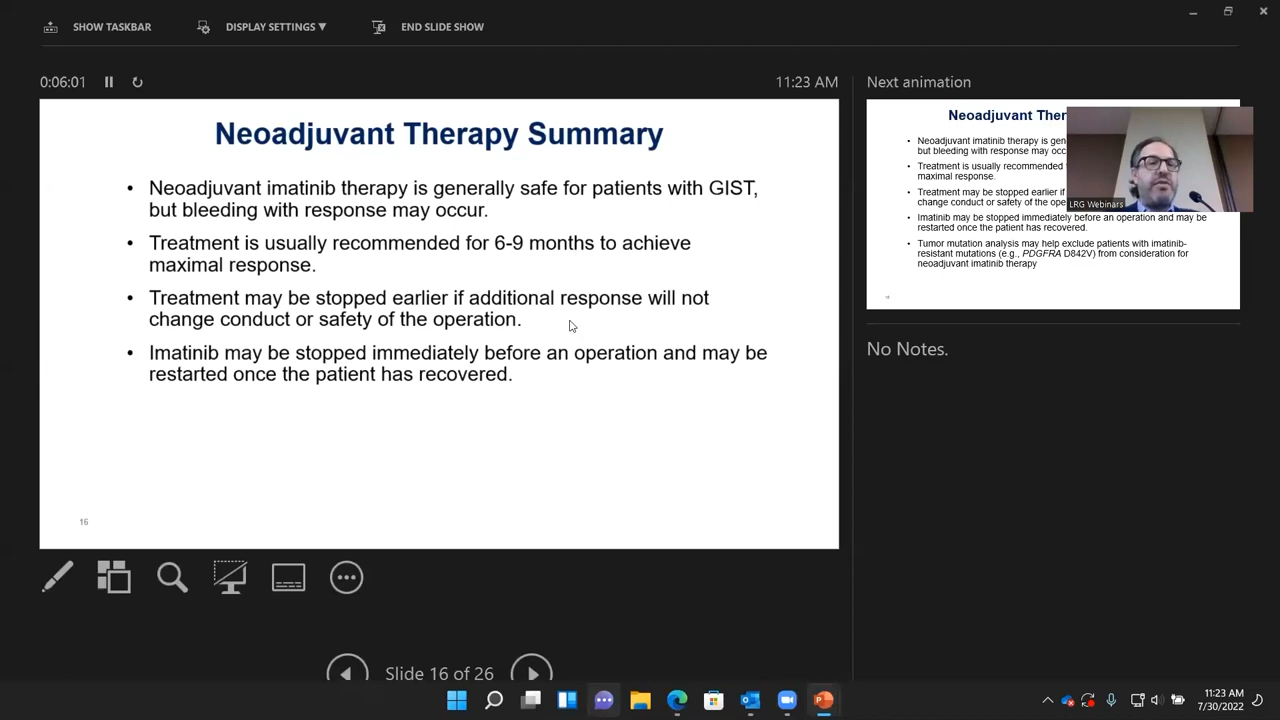 SHOW TASKBAR
DISPLAY SETTINGS ▼
END SLIDE SHOW
0:06:01
11:23 AM
Neoadjuvant Therapy Summary
• Neoadjuvant imatinib therapy is generally safe for patients with GIST,
but bleeding with response may occur.
• Treatment is usually recommended for 6-9 months to achieve
maximal response.
• Treatment may be stopped earlier if additional response will not
change conduct or safety of the operation.
• Imatinib may be stopped immediately before an operation and may be
restarted once the patient has recovered.
16
Next animation
Neoadjuvant
• Neoadjuvant imatinib therapy is
but bleeding with response may
• Treatment is usually recommended
maximal response.
• Treatment may be stopped earlier if
change conduct or safety of the
• Imatinib may be stopped immediately before an operation and may be
restarted once the patient has recovered.
• Tumor mutation analysis may help exclude patients with imatinib-
resistant mutations (e.g., PDGFRA D842V) from consideration for
neoadjuvant imatinib therapy
LRG Webinars
No Notes.
Slide 16 of 26
11:23 AM
7/30/2022